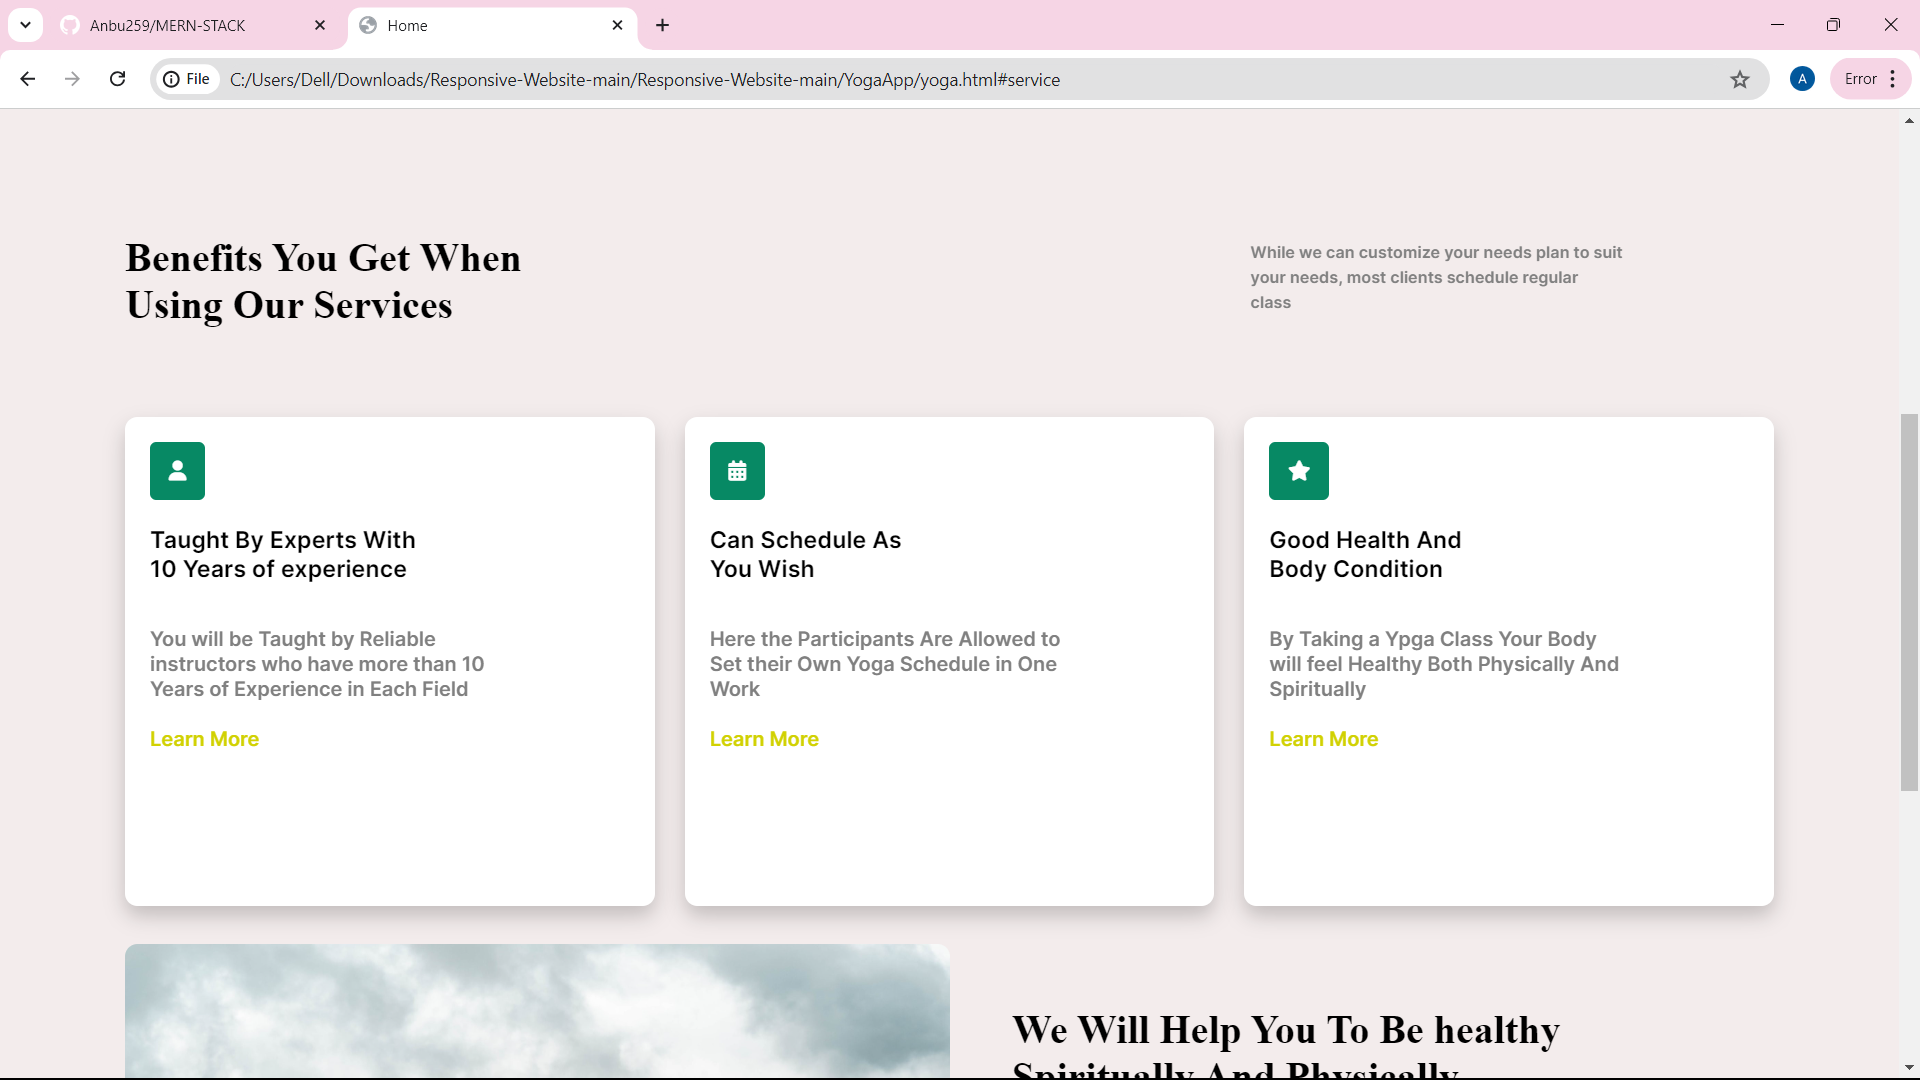 Anbu259/MERN-STACK
Home
File
C:/Users/Dell/Downloads/Responsive-Website-main/Responsive-Website-main/YogaApp/yoga.html#service
A
Error
Benefits You Get When
Using Our Services
While we can customize your needs plan to suit
your needs, most clients schedule regular
class
Taught By Experts With
10 Years of experience
You will be Taught by Reliable
instructors who have more than 10
Years of Experience in Each Field
Learn More
Can Schedule As
You Wish
Here the Participants Are Allowed to
Set their Own Yoga Schedule in One
Work
Learn More
Good Health And
Body Condition
By Taking a Ypga Class Your Body
will feel Healthy Both Physically And
Spiritually
Learn More
We Will Help You To Be healthy
Spiritually And Physically